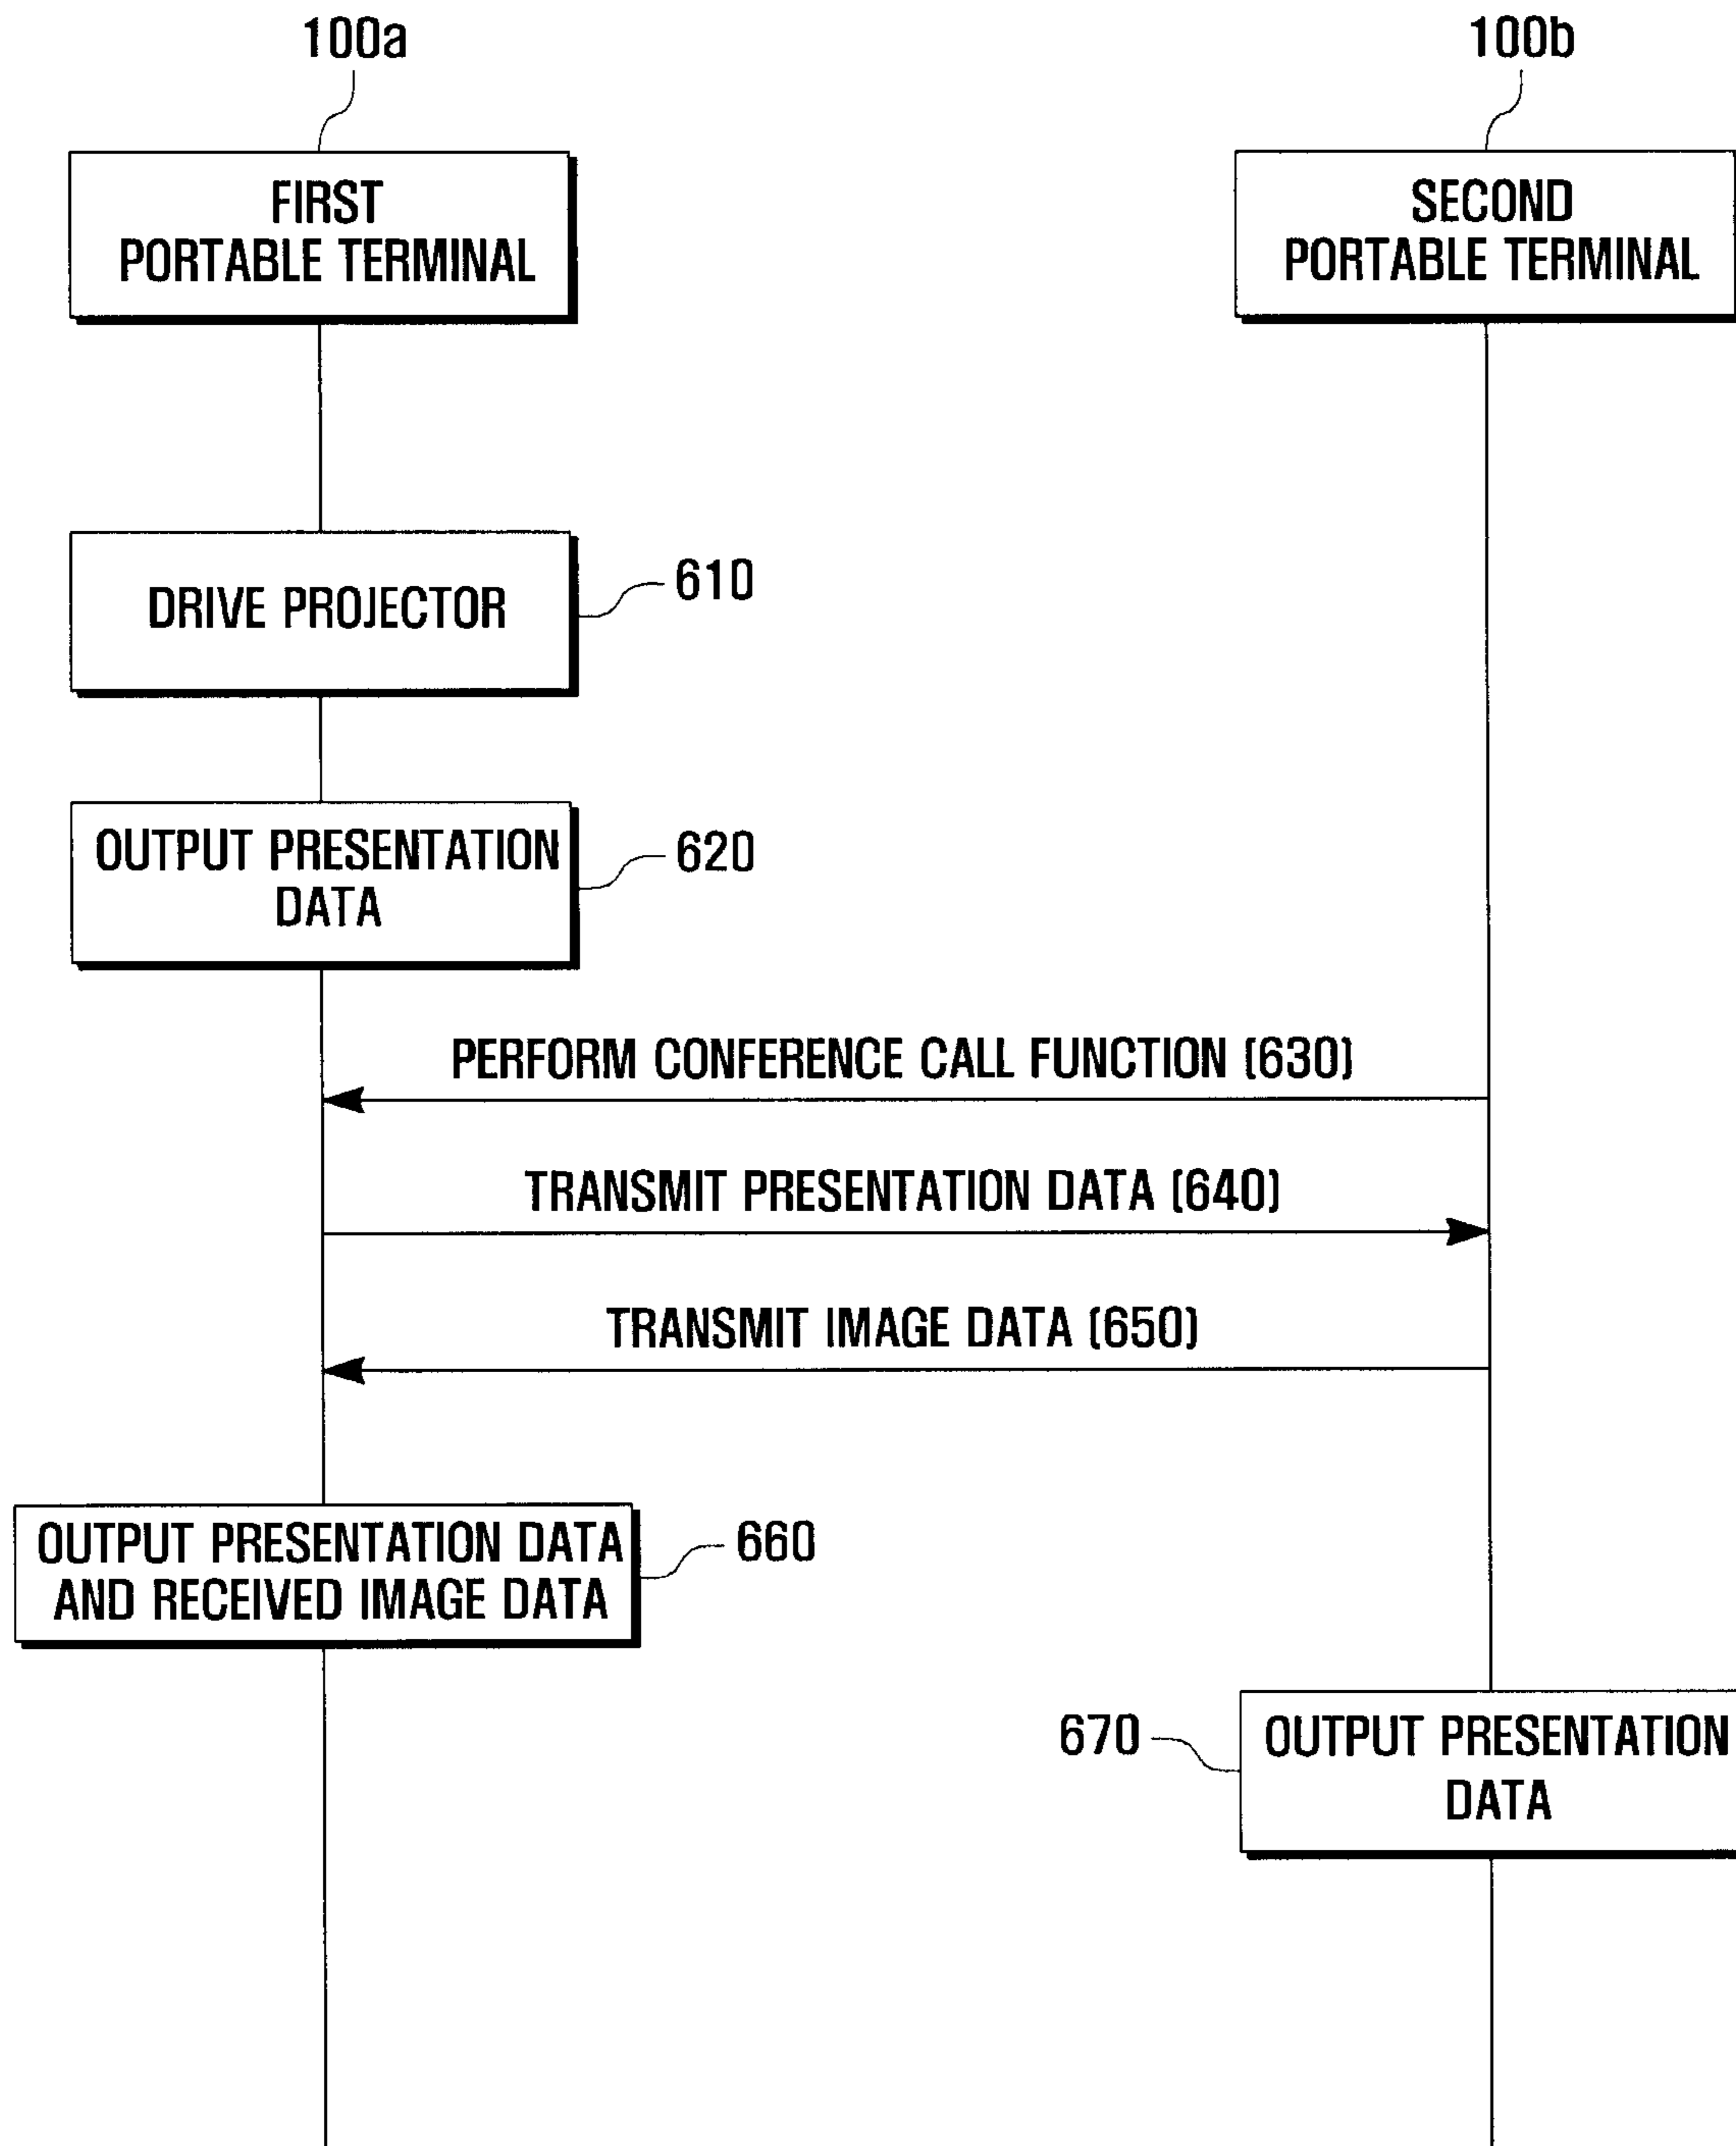 100a
100b
FIRST
PORTABLE TERMINAL
SECOND
PORTABLE TERMINAL
DRIVE PROJECTOR
610
OUTPUT PRESENTATION
DATA
620
PERFORM CONFERENCE CALL FUNCTION (630)
TRANSMIT PRESENTATION DATA (640)
TRANSMIT IMAGE DATA (650)
OUTPUT PRESENTATION DATA
AND RECEIVED IMAGE DATA
660
670
OUTPUT PRESENTATION
DATA